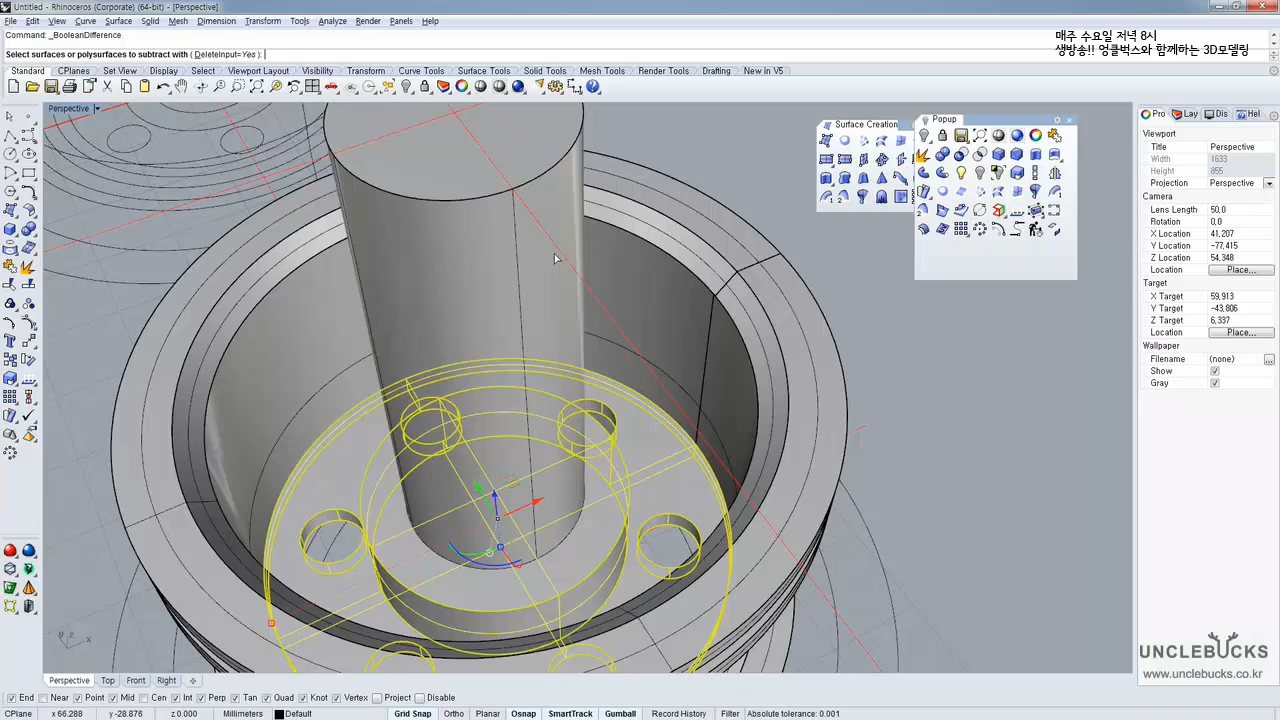 Untitled - Rhinoceros (Corporate) (64-bit) - [Perspective]
File Edit View Curve Surface Solid Mesh Dimension Transform Tools Analyze Render Panels Help
Command: _BooleanDifference
Select surfaces or polysurfaces to subtract with ( DeleteInput=Yes ):
매주 수요일 저녁 8시
생방송!! 엉클벅스와 함께하는 3D모델링
Standard CPlanes Set View Display Select Viewport Layout Visibility Transform Curve Tools Surface Tools Solid Tools Mesh Tools Render Tools Drafting New in V5
Perspective
Surface Creation
Popup
Pro Lay Dis Hel
Viewport
Title Perspective
Width 1633
Height 855
Projection Perspective
Camera
Lens Length 50,0
Rotation 0,0
X Location 41,207
Y Location -77,415
Z Location 54,348
Location Place...
Target
X Target 59,913
Y Target -43,806
Z Target 6,337
Location Place...
Wallpaper
Filename (none)
Show
Gray
z y x
UNCLEBUCKS
www.unclebucks.co.kr
Perspective Top Front Right
End Near Point Mid Cen Int Perp Tan Quad Knot Vertex Project Disable
CPlane x 66.288 y -28.876 z 0.000 Millimeters Default Grid Snap Ortho Planar Osnap SmartTrack Gumball Record History Filter Absolute tolerance: 0.001